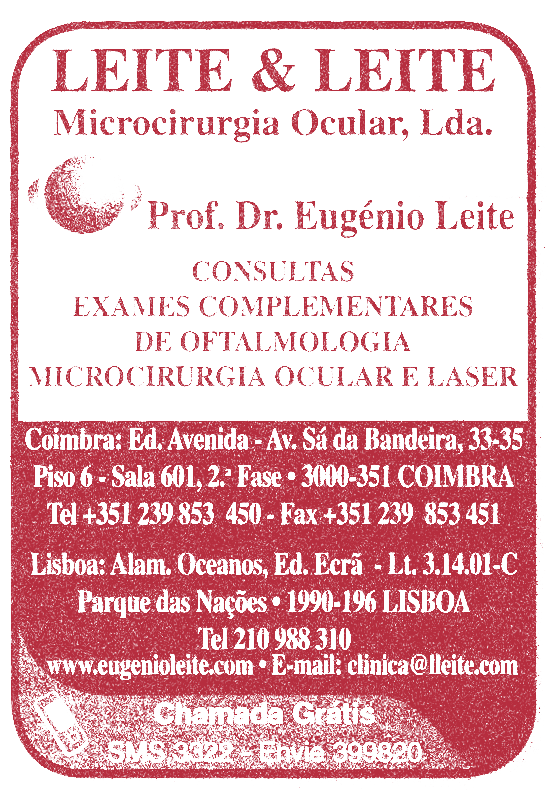 LEITE & LEITE
Microcirurgia Ocular, Lda.
Prof. Dr. Eugénio Leite
CONSULTAS
EXAMES COMPLEMENTARES
DE OFTALMOLOGIA
MICROCIRURGIA OCULAR E LASER
Coimbra: Ed. Avenida - Av. Sá da Bandeira, 33-35
Piso 6 - Sala 601, 2.ª Fase • 3000-351 COIMBRA
Tel +351 239 853 450 - Fax +351 239 853 451
Lisboa: Alam. Oceanos, Ed. Ecrã - Lt. 3.14.01-C
Parque das Nações • 1990-196 LISBOA
Tel 210 988 310
www.eugenioleite.com • E-mail: clinica@lleite.com
Chamada Grátis
SMS 3322 - Envie 399820